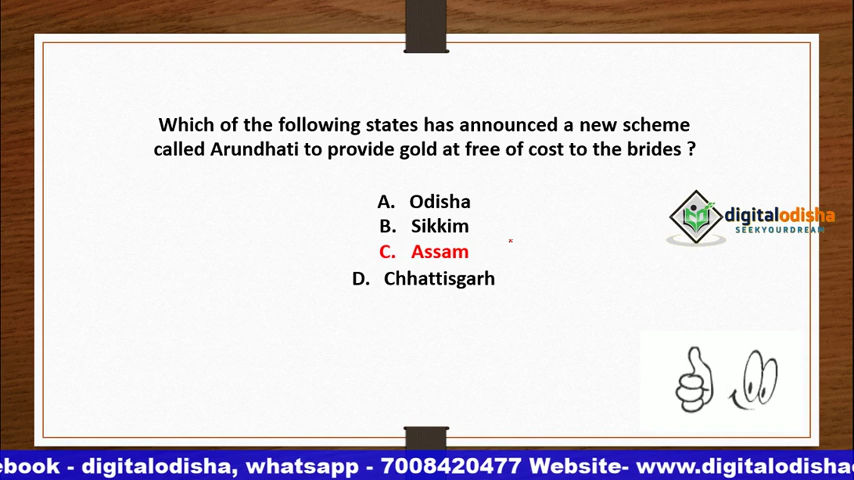 Which of the following states has announced a new scheme
called Arundhati to provide gold at free of cost to the brides ?
A. Odisha
B. Sikkim
C. Assam
D. Chhattisgarh
digitalodisha
SEEKYOURDREAM
ebook - digitalodisha, whatsapp - 7008420477 Website- www.digitalodisha